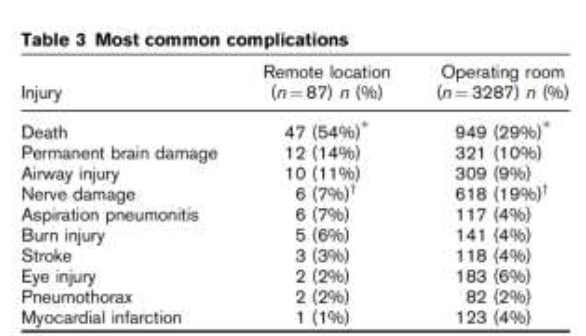 Table 3 Most common complications
Remote location Operating room
Injury (n=87) n (%) (n=3287) n (%)
Death 47 (54%)* 949 (29%)*
Permanent brain damage 12 (14%) 321 (10%)
Airway injury 10 (11%) 309 (9%)
Nerve damage 6 (7%)† 618 (19%)†
Aspiration pneumonitis 6 (7%) 117 (4%)
Burn injury 5 (6%) 141 (4%)
Stroke 3 (3%) 118 (4%)
Eye injury 2 (2%) 183 (6%)
Pneumothorax 2 (2%) 82 (2%)
Myocardial infarction 1 (1%) 123 (4%)